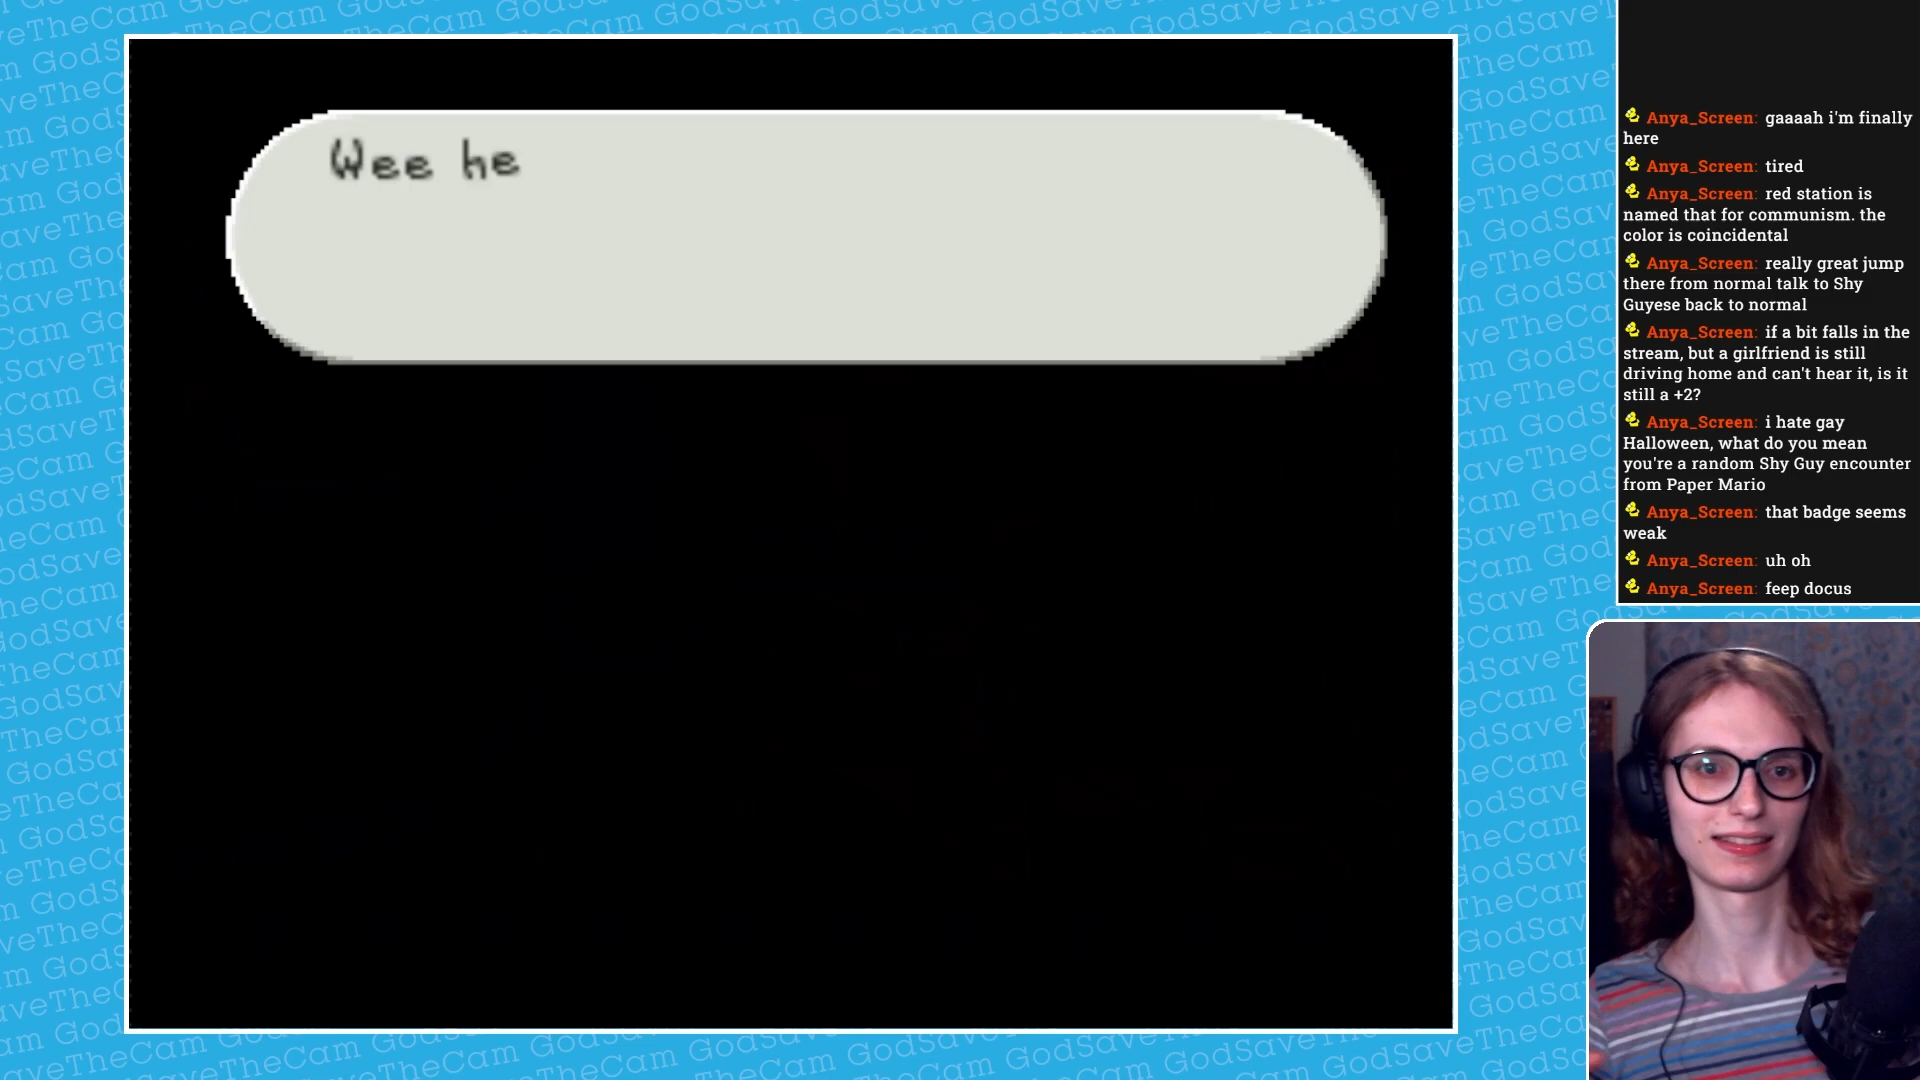 Wee he
Anya_Screen: gaaaah i'm finally
here
Anya_Screen: tired
Anya_Screen: red station is
named that for communism. the
color is coincidental
Anya_Screen: really great jump
there from normal talk to Shy
Guyese back to normal
Anya_Screen: if a bit falls in the
stream, but a girlfriend is still
driving home and can't hear it, is it
still a +2?
Anya_Screen: i hate gay
Halloween, what do you mean
you're a random Shy Guy encounter
from Paper Mario
Anya_Screen: that badge seems
weak
Anya_Screen: uh oh
Anya_Screen: feep docus
GodSaveTheCam